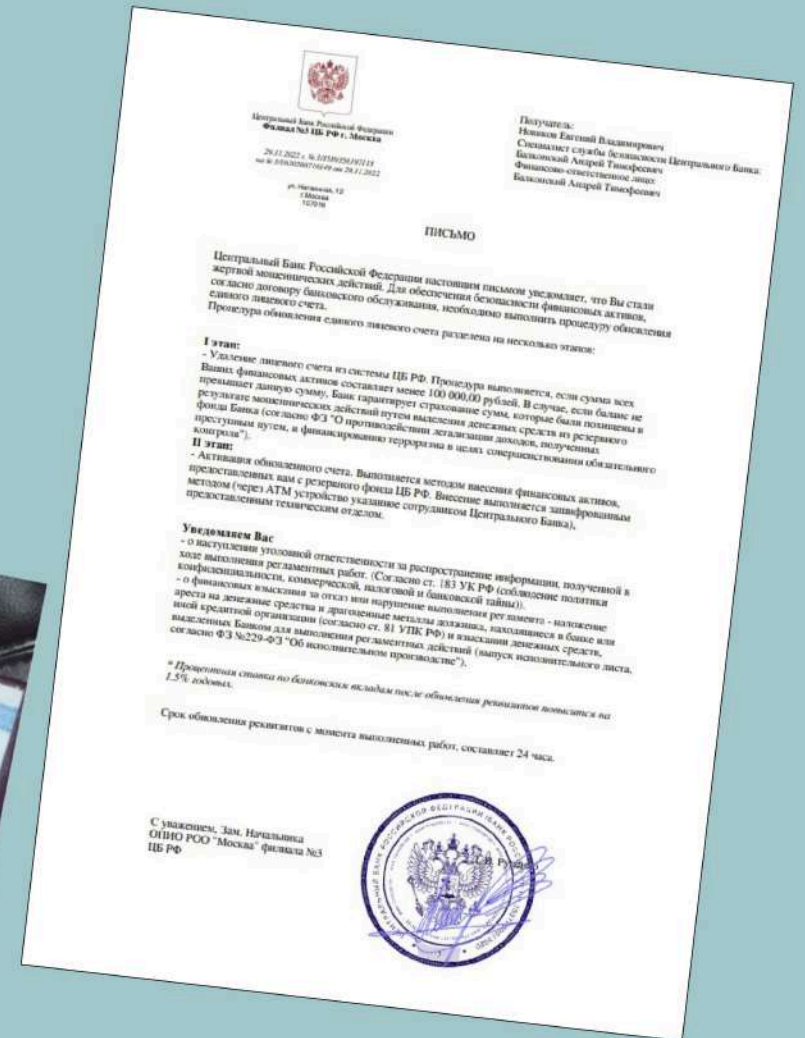 Центральный Банк Российской Федерации
Филиал №3 ЦБ РФ г. Москва
ул. Неглинная, 12
г.Москва
107016
Получатель:
Новиков Евгений Владимирович
Специалист службы безопасности Центрального Банка:
Балконский Андрей Тимофеевич
Финансово-ответственное лицо:
Балконский Андрей Тимофеевич
ПИСЬМО
Центральный Банк Российской Федерации настоящим письмом уведомляет, что Вы стали
жертвой мошеннических действий. Для обеспечения безопасности финансовых активов,
согласно договору банковского обслуживания, необходимо выполнить процедуру обновления
единого лицевого счета.
Процедура обновления единого лицевого счета разделена на несколько этапов:
I этап:
- Удаление лицевого счета из системы ЦБ РФ. Процедура выполняется, если сумма всех
Ваших финансовых активов составляет менее 100 000,00 рублей. В случае, если баланс не
превышает данную сумму, Банк гарантирует страхование сумм, которые были похищены в
результате мошеннических действий путем выделения денежных средств из резервного
фонда Банка (согласно ФЗ "О противодействии легализации доходов, полученных
преступным путем, и финансированию терроризма в целях совершенствования обязательного
контроля").
II этап:
- Активация обновленного счета. Выполняется методом внесения финансовых активов,
предоставленных вам с резервного фонда ЦБ РФ. Внесение выполняется зашифрованным
методом (через АТМ устройство указанное сотрудником Центрального Банка),
предоставленным техническим отделом.
Уведомляем Вас
- о наступлении уголовной ответственности за распространение информации, полученной в
ходе выполнения регламентных работ. (Согласно ст. 183 УК РФ (соблюдение политики
конфиденциальности, коммерческой, налоговой и банковской тайны)).
- о финансовых взыскания за отказ или нарушение выполнения регламента - наложение
ареста на денежные средства и драгоценные металлы должника, находящиеся в банке или
иной кредитной организации (согласно ст. 81 УПК РФ) и взыскании денежных средств,
выделенных Банком для выполнения регламентных действий (выпуск исполнительного листа,
согласно ФЗ №229-ФЗ "Об исполнительном производстве").
* Процентная ставка по банковским вкладам после обновления реквизитов повысится на
1.5% годовых.
Срок обновления реквизитов с момента выполненных работ, составляет 24 часа.
С уважением, Зам. Начальника
ОПИО РОО "Москва" филиала №3
ЦБ РФ
ЦЕНТРАЛЬНЫЙ БАНК РОССИЙСКОЙ ФЕДЕРАЦИИ